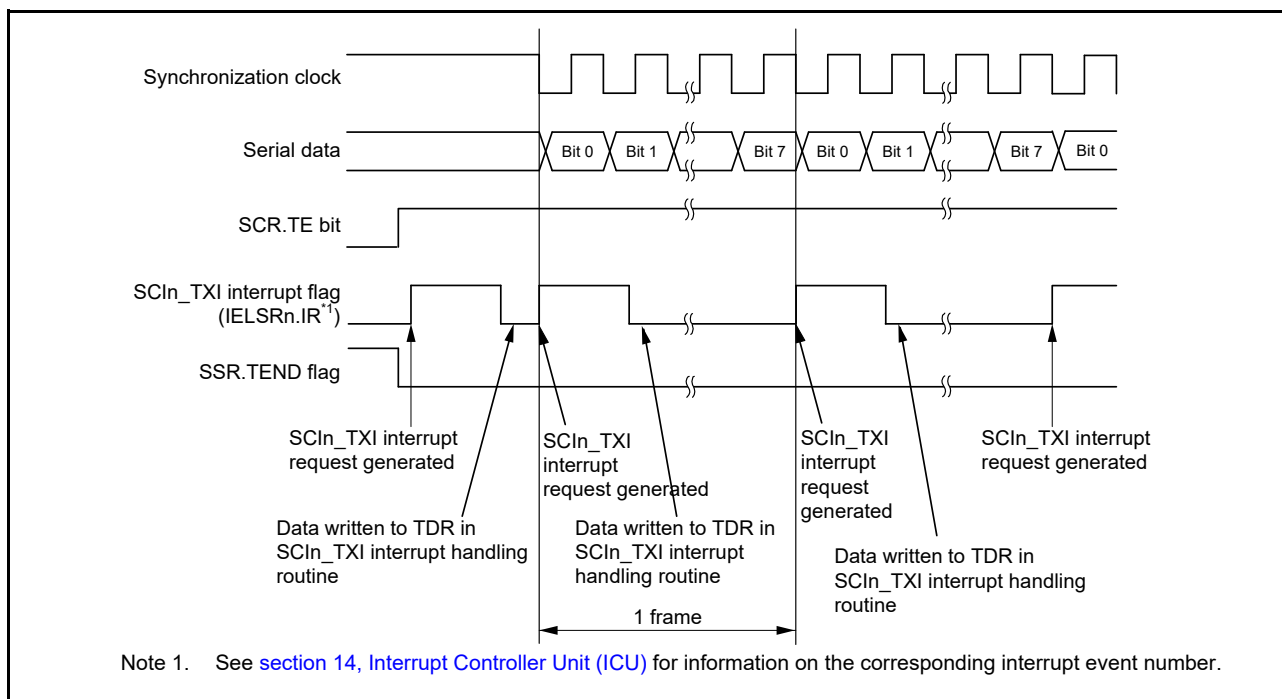 Synchronization clock
Serial data
Bit 0
Bit 1
Bit 7
Bit 0
Bit 1
Bit 7
Bit 0
SCR.TE bit
SCIn_TXI interrupt flag
(IELSRn.IR*1)
SSR.TEND flag
SCIn_TXI interrupt
request generated
SCIn_TXI
interrupt
request generated
SCIn_TXI
interrupt
request
generated
SCIn_TXI interrupt
request generated
Data written to TDR in
SCIn_TXI interrupt handling
routine
Data written to TDR in
SCIn_TXI interrupt
handling routine
Data written to TDR in
SCIn_TXI interrupt handling
routine
1 frame
Note 1. See section 14, Interrupt Controller Unit (ICU) for information on the corresponding interrupt event number.